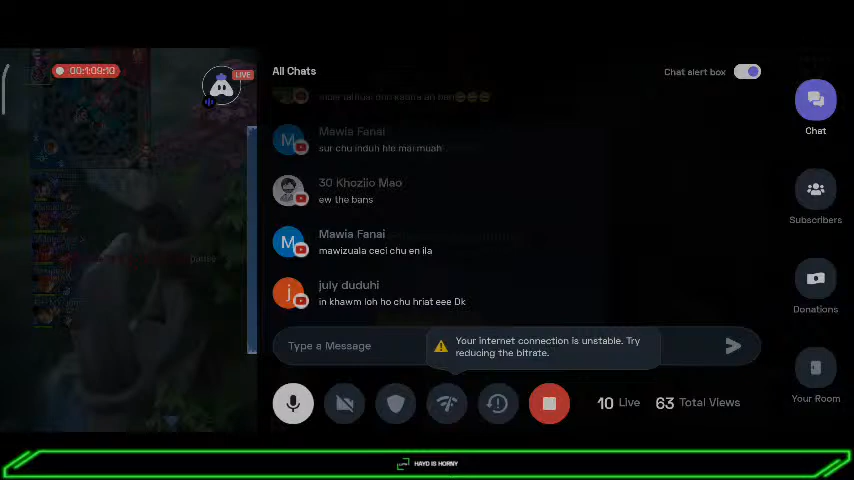 00:1:09:10
LIVE
All Chats
Chat alert box
Mawia Fanai
sur chu induh hle mai muah
30 Khoziio Mao
ew the bans
Mawia Fanai
mawizuala ceci chu en ila
july duduhi
in khawm loh ho chu hriat eee Dk
Type a Message
Your internet connection is unstable. Try
reducing the bitrate.
10 Live 63 Total Views
Chat
Subscribers
Donations
Your Room
HAYD IS HORNY